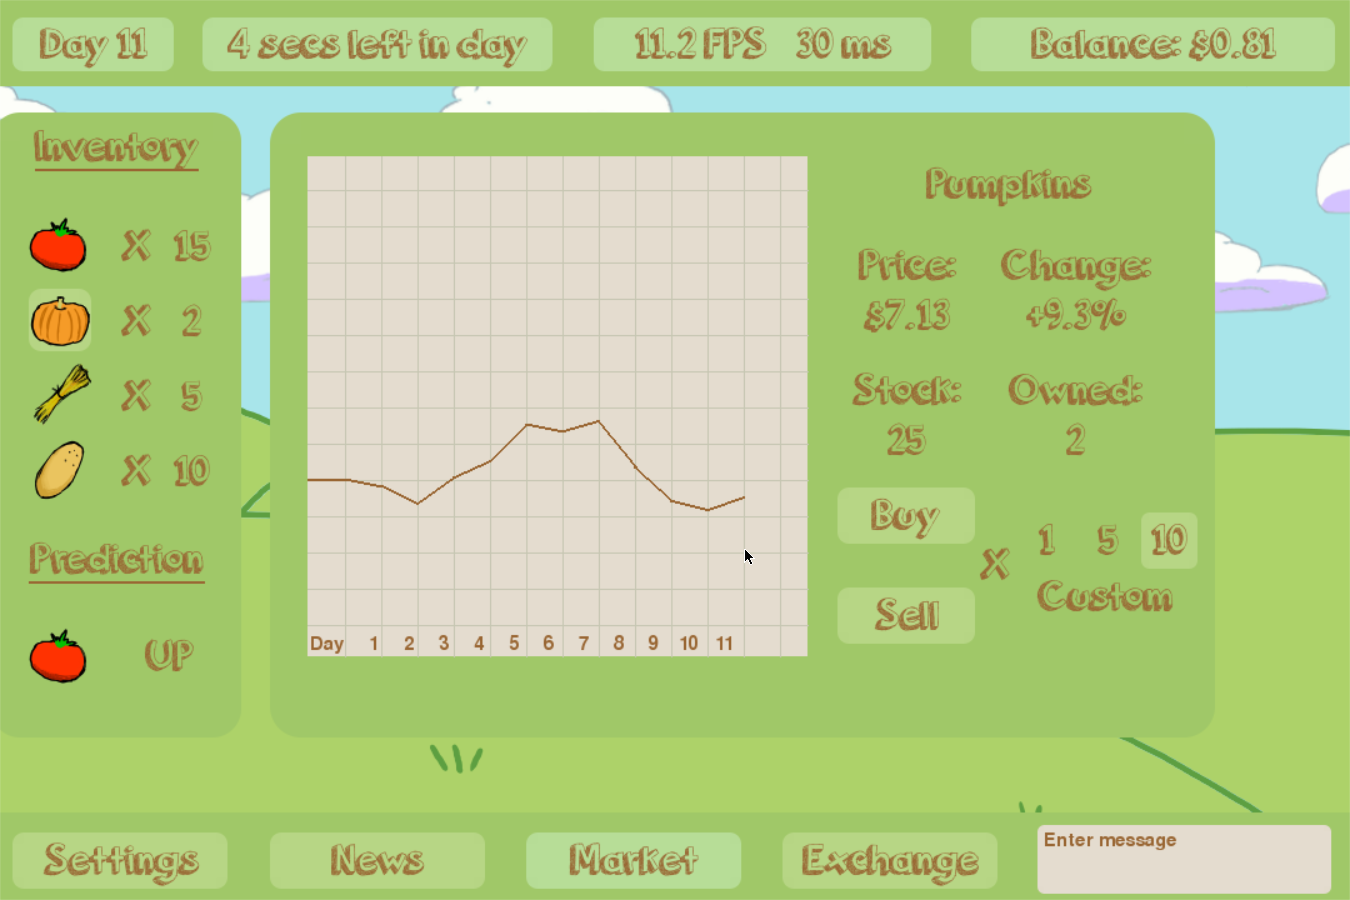 Day 11
4 secs left in day
11.2 FPS 30 ms
Balance: $0.81
Inventory
X 15
X 2
X 5
X 10
Prediction
UP
Day 1 2 3 4 5 6 7 8 9 10 11
Pumpkins
Price: Change:
$7.13 +9.3%
Stock: Owned:
25 2
Buy
Sell
X
1 5 10
Custom
Settings
News
Market
Exchange
Enter message